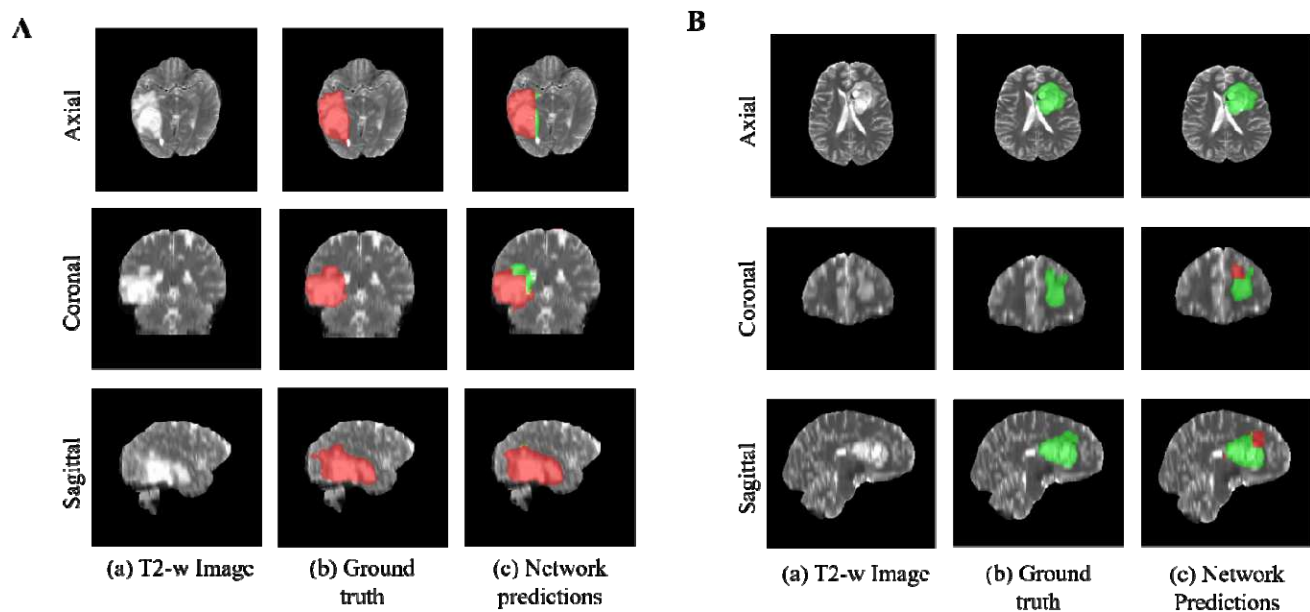 A
Axial
Coronal
Sagittal
(a) T2-w Image
(b) Ground
truth
(c) Network
predictions
B
Axial
Coronal
Sagittal
(a) T2-w Image
(b) Ground
truth
(c) Network
Predictions